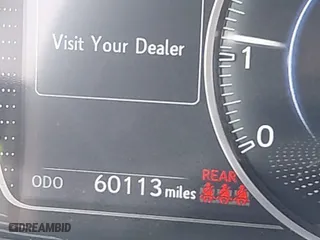 Visit Your Dealer
1
0
REAR
ODO 60113 miles
DREAMBID